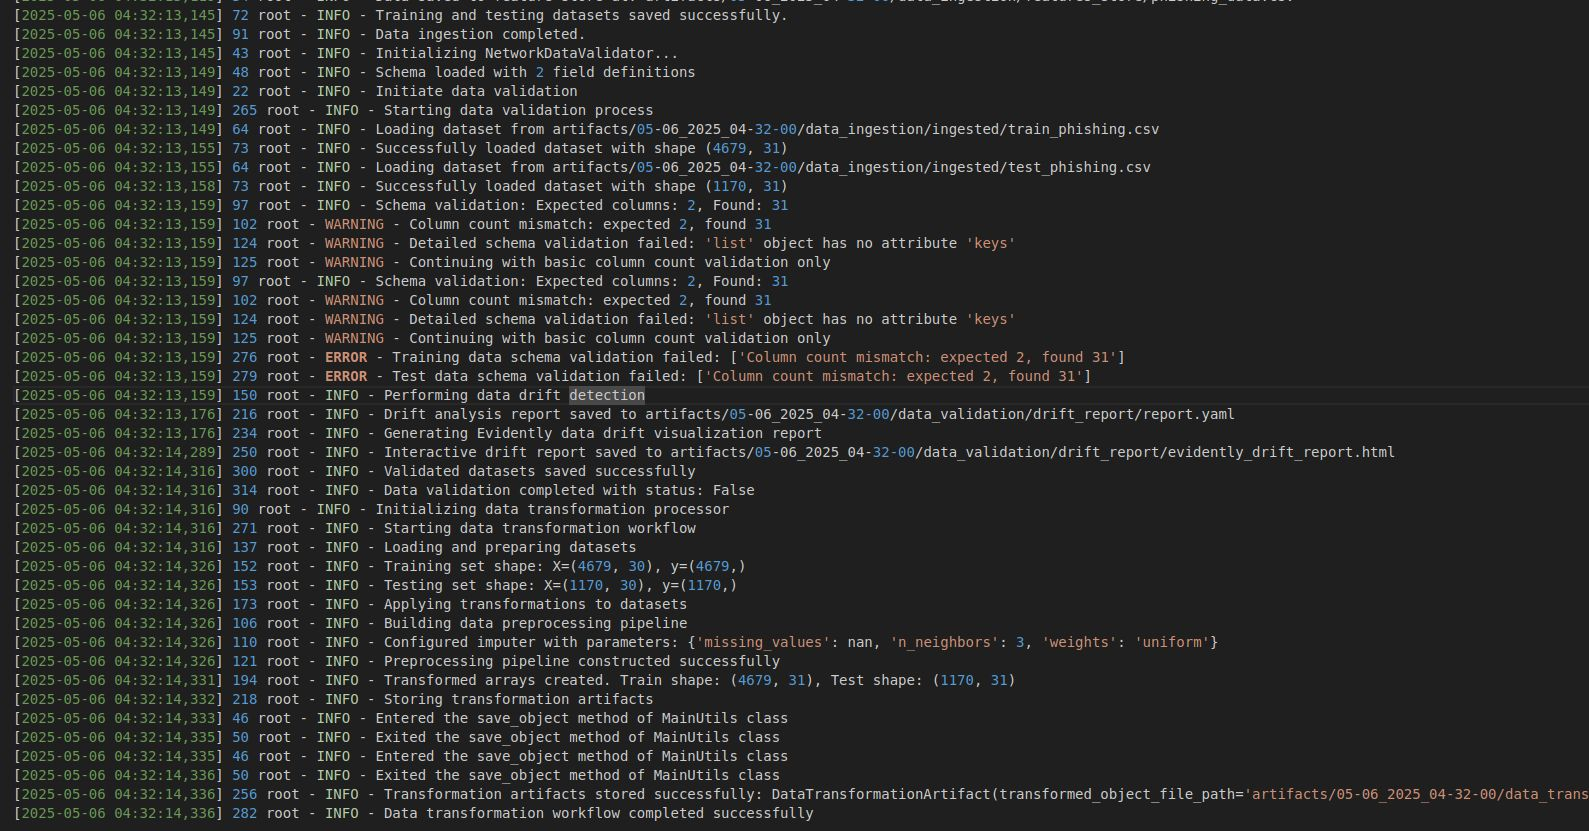 [2025-05-06 04:32:13,145] 72 root - INFO - Training and testing datasets saved successfully.
[2025-05-06 04:32:13,145] 91 root - INFO - Data ingestion completed.
[2025-05-06 04:32:13,145] 43 root - INFO - Initializing NetworkDataValidator...
[2025-05-06 04:32:13,149] 48 root - INFO - Schema loaded with 2 field definitions
[2025-05-06 04:32:13,149] 22 root - INFO - Initiate data validation
[2025-05-06 04:32:13,149] 265 root - INFO - Starting data validation process
[2025-05-06 04:32:13,149] 64 root - INFO - Loading dataset from artifacts/05-06_2025_04-32-00/data_ingestion/ingested/train_phishing.csv
[2025-05-06 04:32:13,155] 73 root - INFO - Successfully loaded dataset with shape (4679, 31)
[2025-05-06 04:32:13,155] 64 root - INFO - Loading dataset from artifacts/05-06_2025_04-32-00/data_ingestion/ingested/test_phishing.csv
[2025-05-06 04:32:13,158] 73 root - INFO - Successfully loaded dataset with shape (1170, 31)
[2025-05-06 04:32:13,159] 97 root - INFO - Schema validation: Expected columns: 2, Found: 31
[2025-05-06 04:32:13,159] 102 root - WARNING - Column count mismatch: expected 2, found 31
[2025-05-06 04:32:13,159] 124 root - WARNING - Detailed schema validation failed: 'list' object has no attribute 'keys'
[2025-05-06 04:32:13,159] 125 root - WARNING - Continuing with basic column count validation only
[2025-05-06 04:32:13,159] 97 root - INFO - Schema validation: Expected columns: 2, Found: 31
[2025-05-06 04:32:13,159] 102 root - WARNING - Column count mismatch: expected 2, found 31
[2025-05-06 04:32:13,159] 124 root - WARNING - Detailed schema validation failed: 'list' object has no attribute 'keys'
[2025-05-06 04:32:13,159] 125 root - WARNING - Continuing with basic column count validation only
[2025-05-06 04:32:13,159] 276 root - ERROR - Training data schema validation failed: ['Column count mismatch: expected 2, found 31']
[2025-05-06 04:32:13,159] 279 root - ERROR - Test data schema validation failed: ['Column count mismatch: expected 2, found 31']
[2025-05-06 04:32:13,159] 150 root - INFO - Performing data drift detection
[2025-05-06 04:32:13,176] 216 root - INFO - Drift analysis report saved to artifacts/05-06_2025_04-32-00/data_validation/drift_report/report.yaml
[2025-05-06 04:32:13,176] 234 root - INFO - Generating Evidently data drift visualization report
[2025-05-06 04:32:14,289] 250 root - INFO - Interactive drift report saved to artifacts/05-06_2025_04-32-00/data_validation/drift_report/evidently_drift_report.html
[2025-05-06 04:32:14,316] 300 root - INFO - Validated datasets saved successfully
[2025-05-06 04:32:14,316] 314 root - INFO - Data validation completed with status: False
[2025-05-06 04:32:14,316] 90 root - INFO - Initializing data transformation processor
[2025-05-06 04:32:14,316] 271 root - INFO - Starting data transformation workflow
[2025-05-06 04:32:14,316] 137 root - INFO - Loading and preparing datasets
[2025-05-06 04:32:14,326] 152 root - INFO - Training set shape: X=(4679, 30), y=(4679,)
[2025-05-06 04:32:14,326] 153 root - INFO - Testing set shape: X=(1170, 30), y=(1170,)
[2025-05-06 04:32:14,326] 173 root - INFO - Applying transformations to datasets
[2025-05-06 04:32:14,326] 106 root - INFO - Building data preprocessing pipeline
[2025-05-06 04:32:14,326] 110 root - INFO - Configured imputer with parameters: {'missing_values': nan, 'n_neighbors': 3, 'weights': 'uniform'}
[2025-05-06 04:32:14,326] 121 root - INFO - Preprocessing pipeline constructed successfully
[2025-05-06 04:32:14,331] 194 root - INFO - Transformed arrays created. Train shape: (4679, 31), Test shape: (1170, 31)
[2025-05-06 04:32:14,332] 218 root - INFO - Storing transformation artifacts
[2025-05-06 04:32:14,333] 46 root - INFO - Entered the save_object method of MainUtils class
[2025-05-06 04:32:14,335] 50 root - INFO - Exited the save_object method of MainUtils class
[2025-05-06 04:32:14,335] 46 root - INFO - Entered the save_object method of MainUtils class
[2025-05-06 04:32:14,336] 50 root - INFO - Exited the save_object method of MainUtils class
[2025-05-06 04:32:14,336] 256 root - INFO - Transformation artifacts stored successfully: DataTransformationArtifact(transformed_object_file_path='artifacts/05-06_2025_04-32-00/data_trans
[2025-05-06 04:32:14,336] 282 root - INFO - Data transformation workflow completed successfully